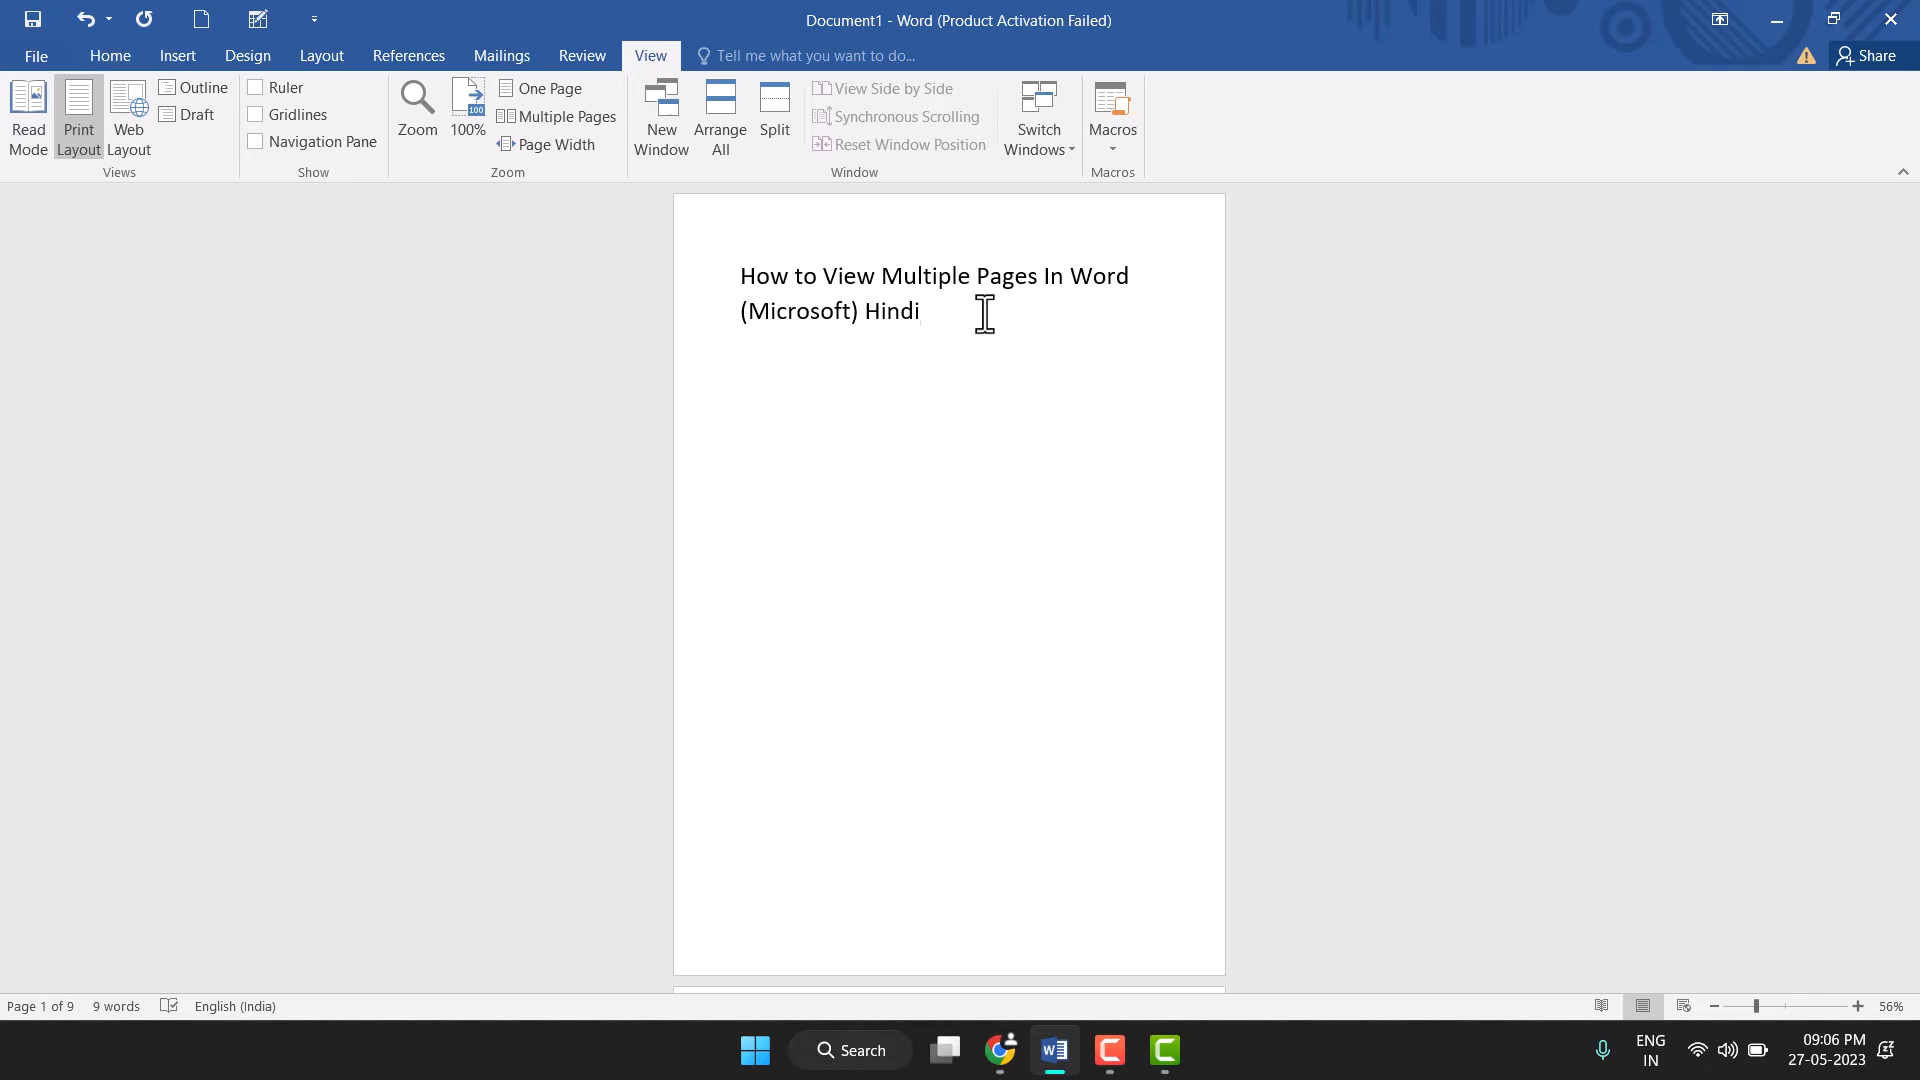 Document1 - Word (Product Activation Failed)
File Home Insert Design Layout References Mailings Review View Tell me what you want to do... Share
Read Mode
Print Layout
Web Layout
Outline
Draft
Views
Ruler
Gridlines
Navigation Pane
Show
Zoom
100
100%
One Page
Multiple Pages
Page Width
Zoom
New Window
Arrange All
Split
View Side by Side
Synchronous Scrolling
Reset Window Position
Window
Switch Windows
Macros
Macros
How to View Multiple Pages In Word
(Microsoft) Hindi
Page 1 of 9 9 words English (India) 56%
Search
ENG
IN
09:06 PM
27-05-2023